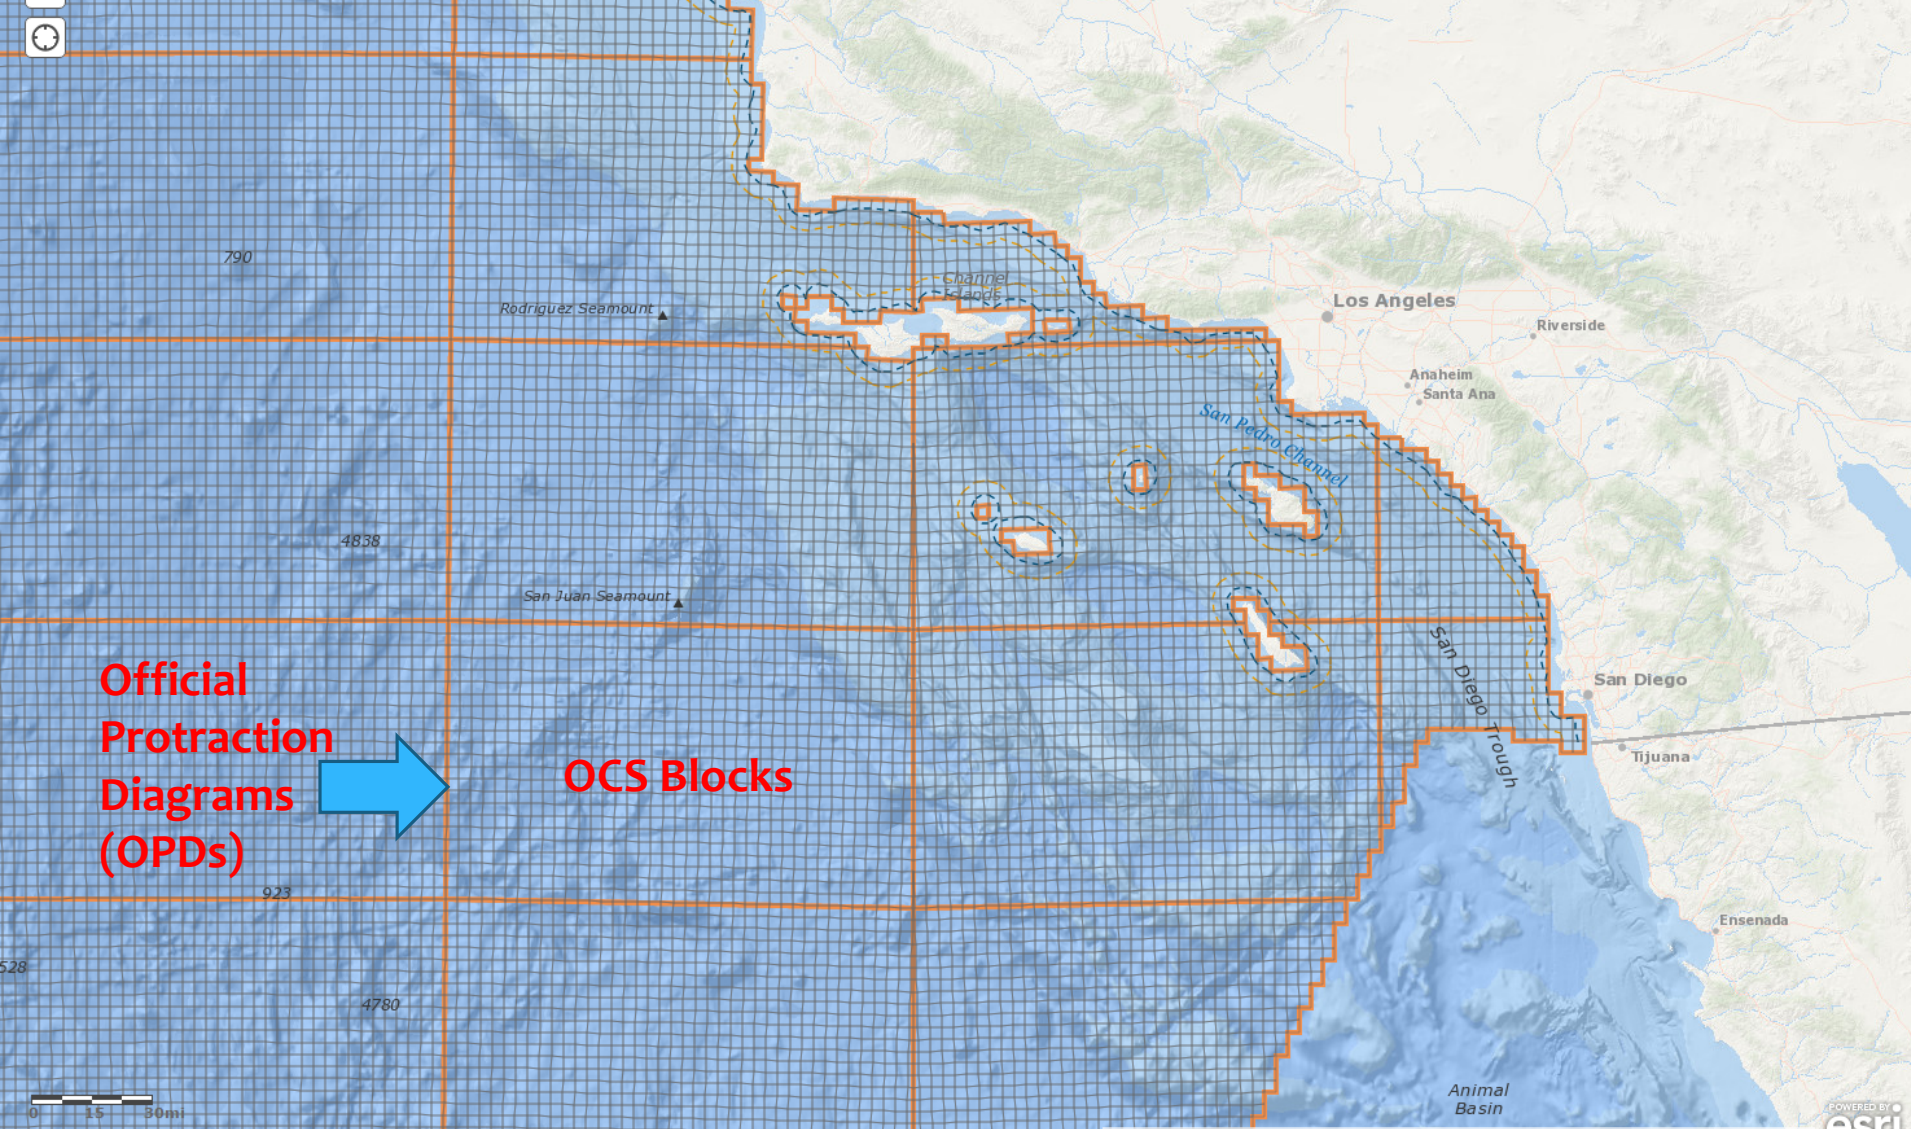 790
Channel
Islands
Rodriguez Seamount
Los Angeles
Riverside
Anaheim
Santa Ana
San Pedro Channel
4838
San Juan Seamount
San Diego Trough
San Diego
Official
Protraction
Diagrams
(OPDs)
OCS Blocks
Tijuana
923
Ensenada
528
4780
Animal
Basin
0 15 30mi
POWERED BY
esri